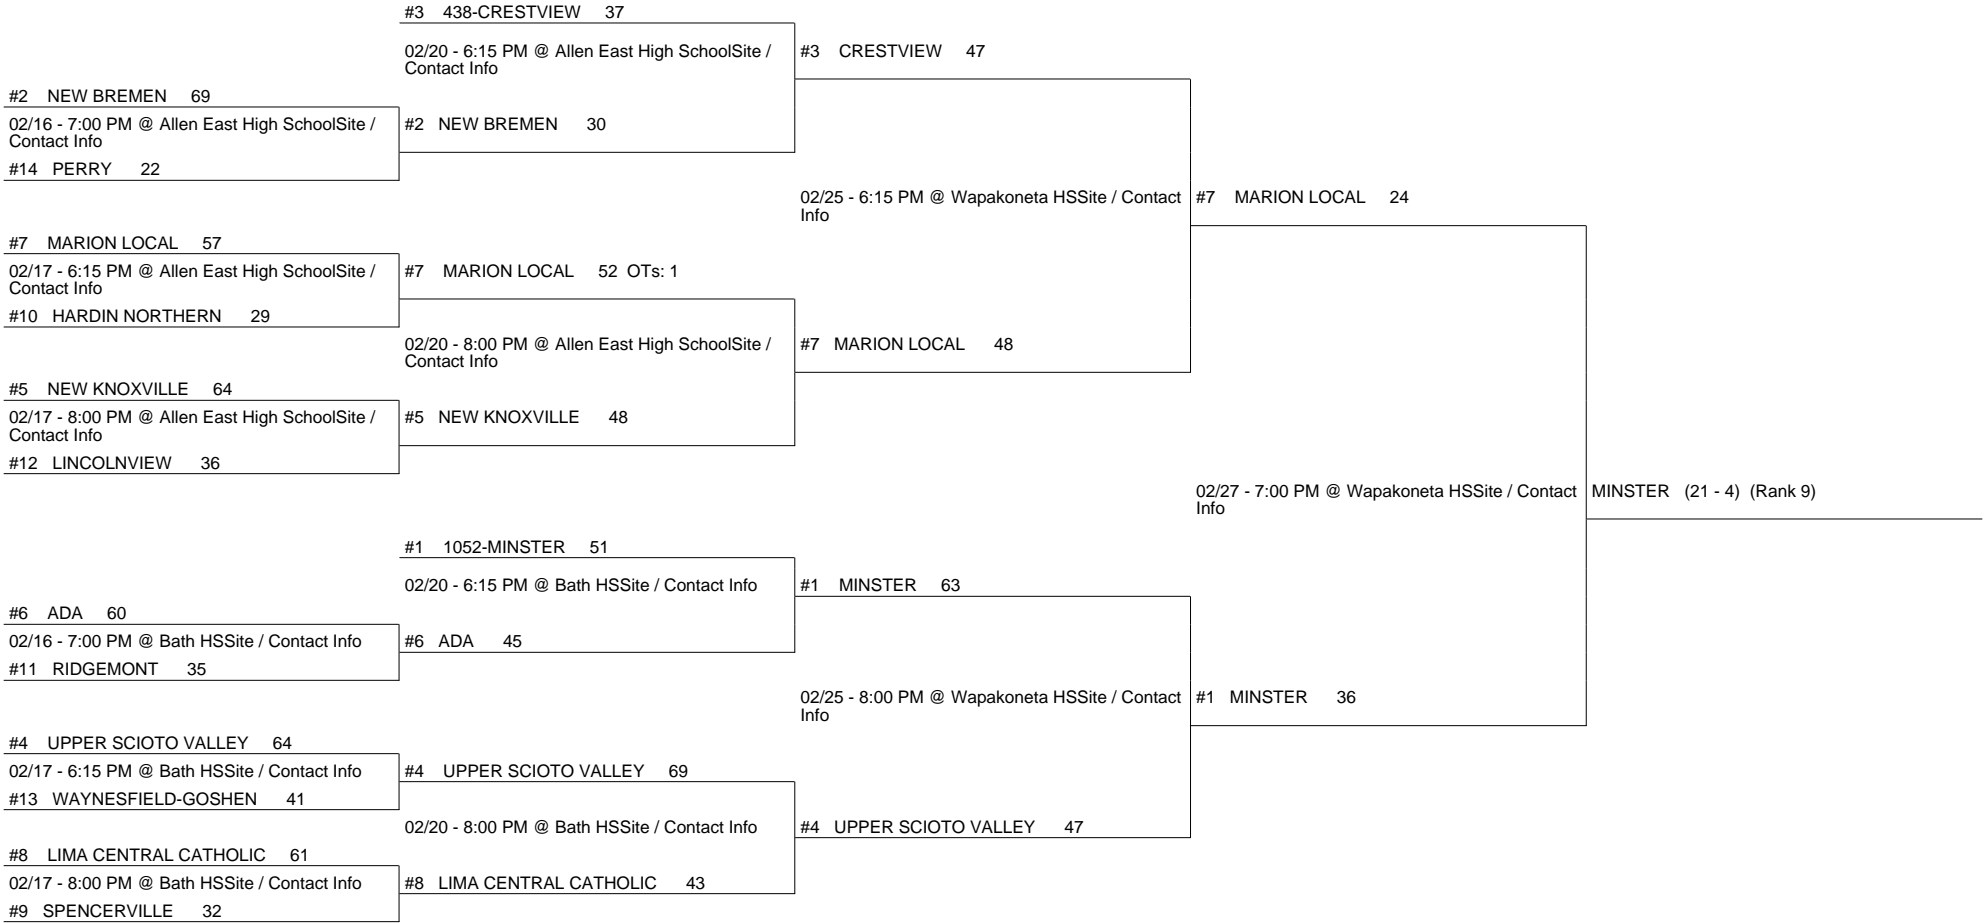 #3 438-CRESTVIEW 37
02/20 - 6:15 PM @ Allen East High SchoolSite /
Contact Info
#3 CRESTVIEW 47
#2 NEW BREMEN 69
02/16 - 7:00 PM @ Allen East High SchoolSite /
Contact Info
#14 PERRY 22
#2 NEW BREMEN 30
02/25 - 6:15 PM @ Wapakoneta HSSite / Contact
Info
#7 MARION LOCAL 24
#7 MARION LOCAL 57
02/17 - 6:15 PM @ Allen East High SchoolSite /
Contact Info
#10 HARDIN NORTHERN 29
#7 MARION LOCAL 52 OTs: 1
02/20 - 8:00 PM @ Allen East High SchoolSite /
Contact Info
#7 MARION LOCAL 48
#5 NEW KNOXVILLE 64
02/17 - 8:00 PM @ Allen East High SchoolSite /
Contact Info
#12 LINCOLNVIEW 36
#5 NEW KNOXVILLE 48
02/27 - 7:00 PM @ Wapakoneta HSSite / Contact
Info
MINSTER (21 - 4) (Rank 9)
#1 1052-MINSTER 51
02/20 - 6:15 PM @ Bath HSSite / Contact Info
#1 MINSTER 63
#6 ADA 60
02/16 - 7:00 PM @ Bath HSSite / Contact Info
#11 RIDGEMONT 35
#6 ADA 45
02/25 - 8:00 PM @ Wapakoneta HSSite / Contact
Info
#1 MINSTER 36
#4 UPPER SCIOTO VALLEY 64
02/17 - 6:15 PM @ Bath HSSite / Contact Info
#13 WAYNESFIELD-GOSHEN 41
#4 UPPER SCIOTO VALLEY 69
02/20 - 8:00 PM @ Bath HSSite / Contact Info
#4 UPPER SCIOTO VALLEY 47
#8 LIMA CENTRAL CATHOLIC 61
02/17 - 8:00 PM @ Bath HSSite / Contact Info
#9 SPENCERVILLE 32
#8 LIMA CENTRAL CATHOLIC 43